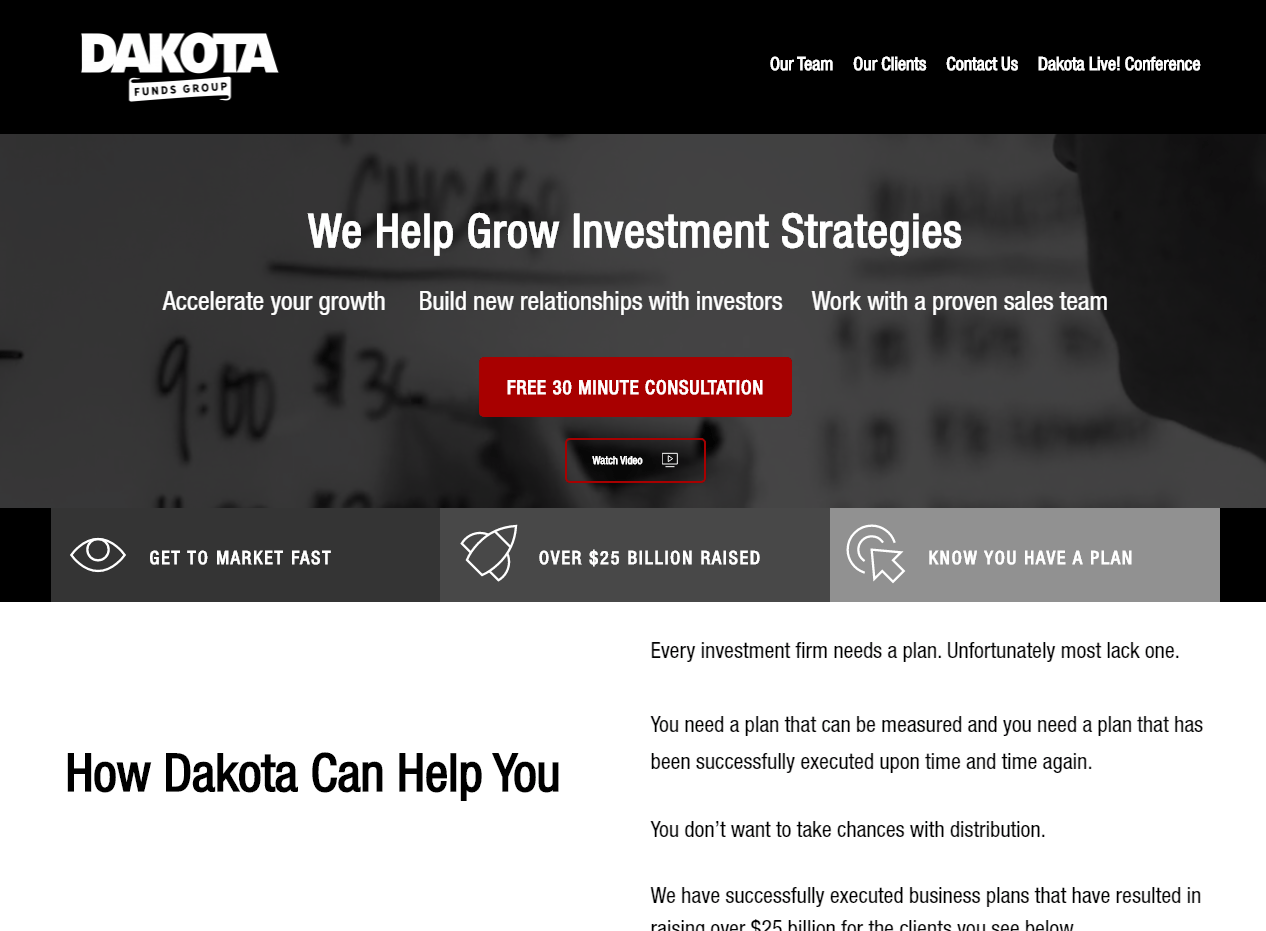 DAKOTA
FUNDS GROUP
Our Team Our Clients Contact Us Dakota Live! Conference
CHICAGO
We Help Grow Investment Strategies
Accelerate your growth Build new relationships with investors Work with a proven sales team
9:00
FREE 30 MINUTE CONSULTATION
Watch Video
GET TO MARKET FAST OVER $25 BILLION RAISED KNOW YOU HAVE A PLAN
How Dakota Can Help You
Every investment firm needs a plan. Unfortunately most lack one.
You need a plan that can be measured and you need a plan that has
been successfully executed upon time and time again.
You don’t want to take chances with distribution.
We have successfully executed business plans that have resulted in
raising over $25 billion for the clients you see below